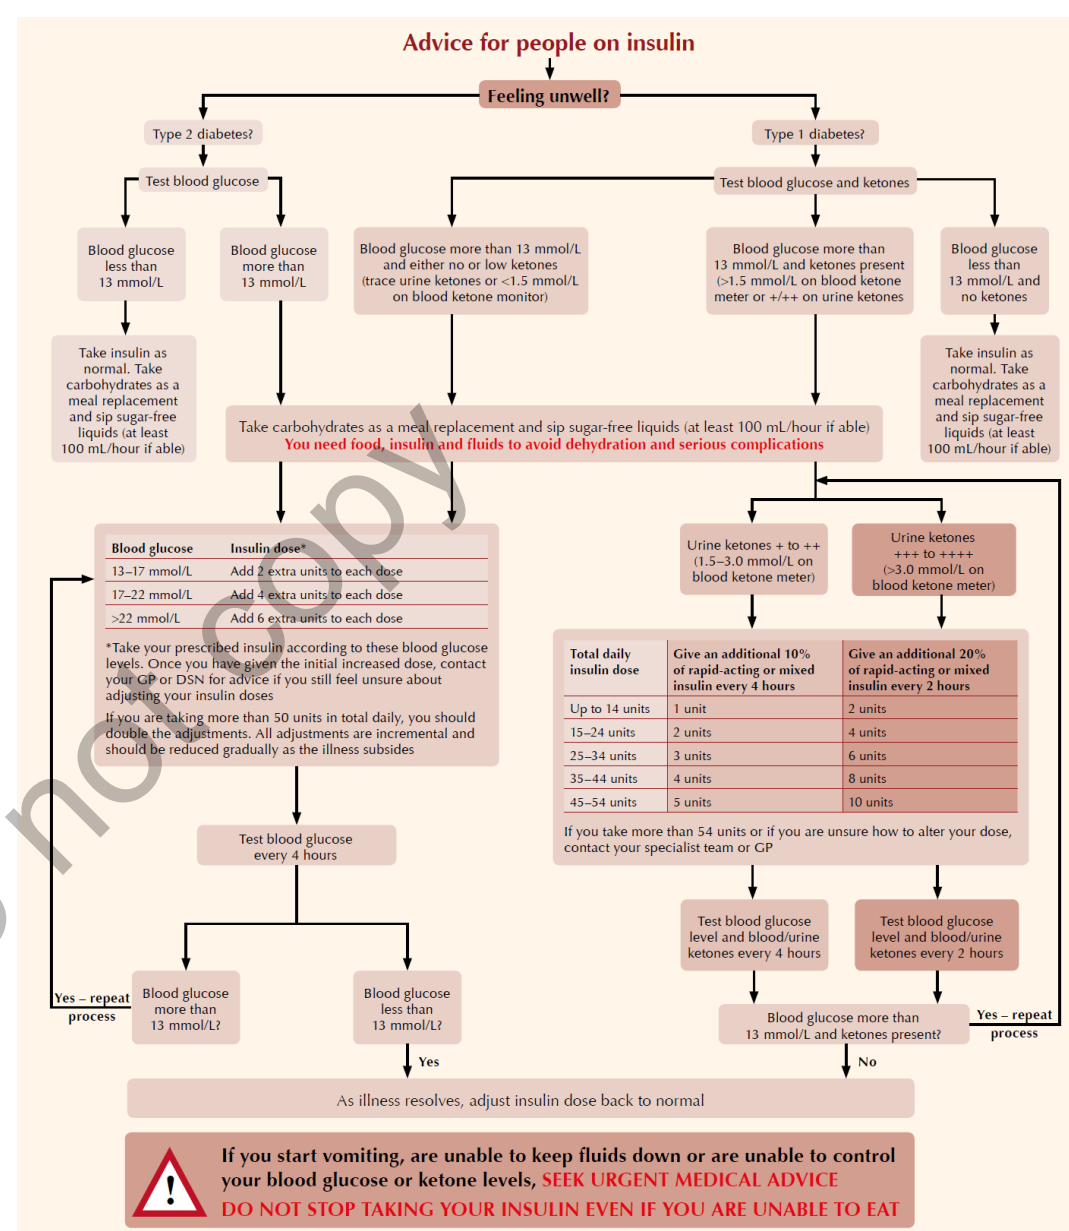 Advice for people on insulin
Feeling unwell?
Type 2 diabetes?
Type 1 diabetes?
Test blood glucose
Test blood glucose and ketones
Blood glucose
less than
13 mmol/L
Blood glucose
more than
13 mmol/L
Blood glucose more than 13 mmol/L
and either no or low ketones
(trace urine ketones or <1.5 mmol/L
on blood ketone monitor)
Blood glucose more than
13 mmol/L and ketones present
(>1.5 mmol/L on blood ketone
meter or +/++ on urine ketones
Blood glucose
less than
13 mmol/L and
no ketones
Take insulin as
normal. Take
carbohydrates as a
meal replacement
and sip sugar-free
liquids (at least
100 mL/hour if able)
Take insulin as
normal. Take
carbohydrates as a
meal replacement
and sip sugar-free
liquids (at least
100 mL/hour if able)
Take carbohydrates as a meal replacement and sip sugar-free liquids (at least 100 mL/hour if able)
You need food, insulin and fluids to avoid dehydration and serious complications
Blood glucose Insulin dose*
13–17 mmol/L Add 2 extra units to each dose
17–22 mmol/L Add 4 extra units to each dose
>22 mmol/L Add 6 extra units to each dose
*Take your prescribed insulin according to these blood glucose
levels. Once you have given the initial increased dose, contact
your GP or DSN for advice if you still feel unsure about
adjusting your insulin doses
If you are taking more than 50 units in total daily, you should
double the adjustments. All adjustments are incremental and
should be reduced gradually as the illness subsides
Urine ketones + to ++
(1.5–3.0 mmol/L on
blood ketone meter)
Urine ketones
+++ to ++++
(>3.0 mmol/L on
blood ketone meter)
Total daily
insulin dose
Give an additional 10%
of rapid-acting or mixed
insulin every 4 hours
Give an additional 20%
of rapid-acting or mixed
insulin every 2 hours
Up to 14 units 1 unit 2 units
15–24 units 2 units 4 units
25–34 units 3 units 6 units
35–44 units 4 units 8 units
45–54 units 5 units 10 units
If you take more than 54 units or if you are unsure how to alter your dose,
contact your specialist team or GP
Test blood glucose
every 4 hours
Test blood glucose
level and blood/urine
ketones every 4 hours
Test blood glucose
level and blood/urine
ketones every 2 hours
Blood glucose
more than
13 mmol/L?
Blood glucose
less than
13 mmol/L?
Yes – repeat
process
Blood glucose more than
13 mmol/L and ketones present?
Yes – repeat
process
Yes
No
As illness resolves, adjust insulin dose back to normal
If you start vomiting, are unable to keep fluids down or are unable to control
your blood glucose or ketone levels, SEEK URGENT MEDICAL ADVICE
DO NOT STOP TAKING YOUR INSULIN EVEN IF YOU ARE UNABLE TO EAT
not copy